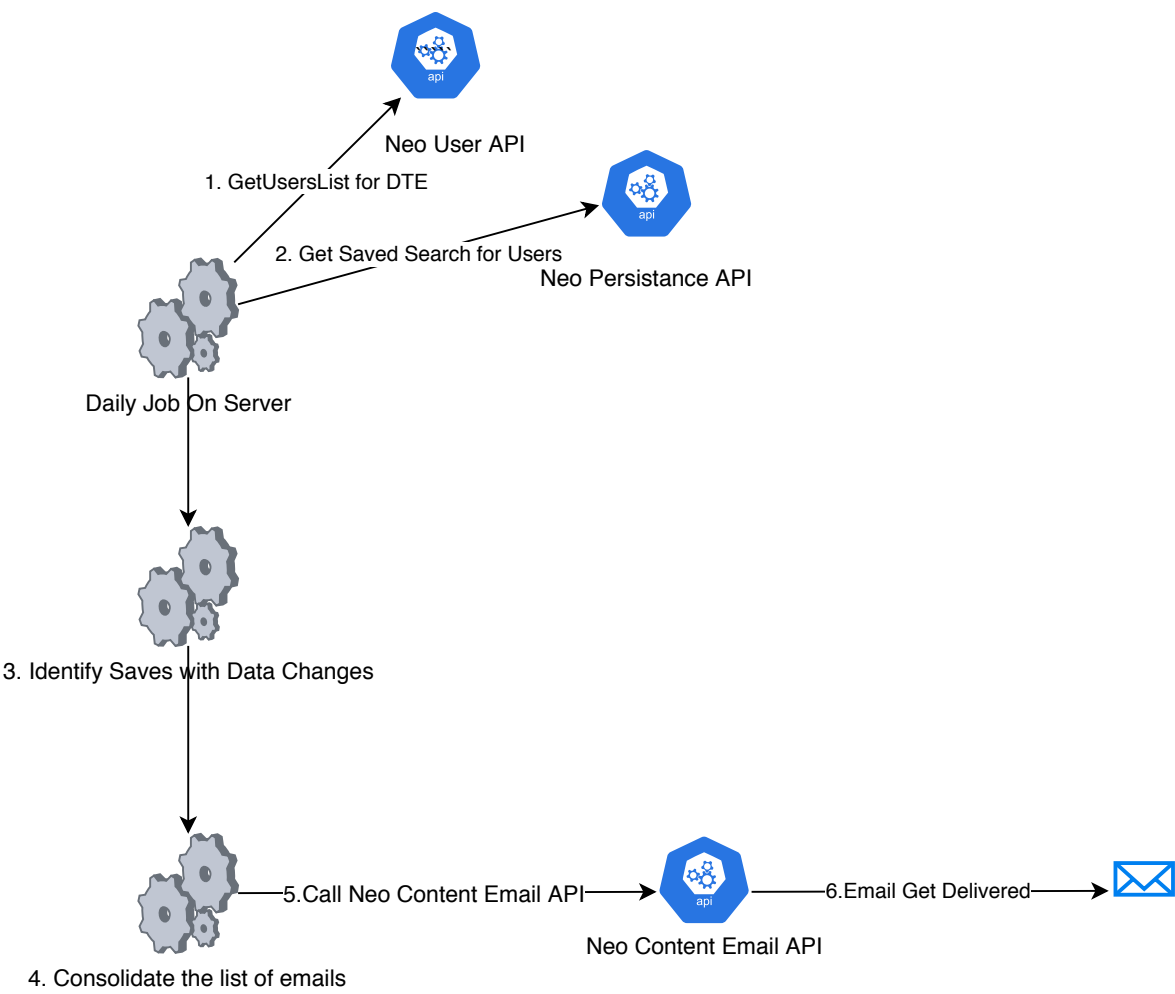 api
Neo User API
1. GetUsersList for DTE
api
2. Get Saved Search for Users
Neo Persistance API
Daily Job On Server
3. Identify Saves with Data Changes
5.Call Neo Content Email API
api
6.Email Get Delivered
Neo Content Email API
4. Consolidate the list of emails